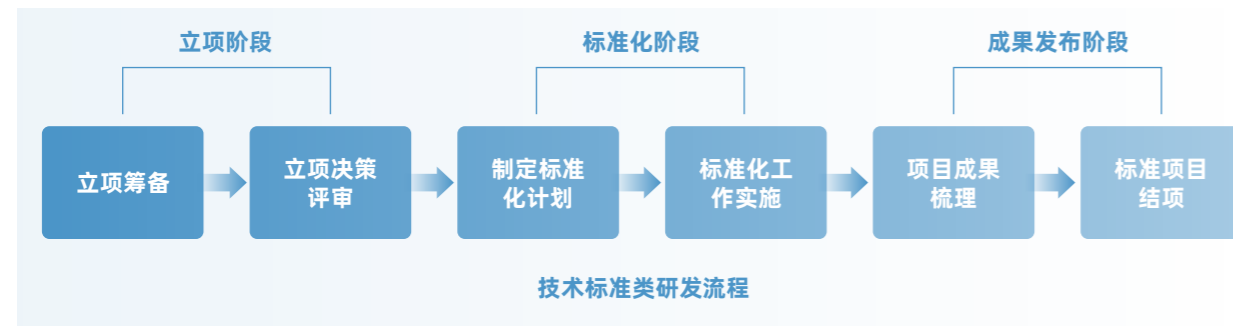 立项阶段
标准化阶段
成果发布阶段
立项筹备
立项决策
评审
制定标准
化计划
标准化工
作实施
项目成果
梳理
标准项目
结项
技术标准类研发流程